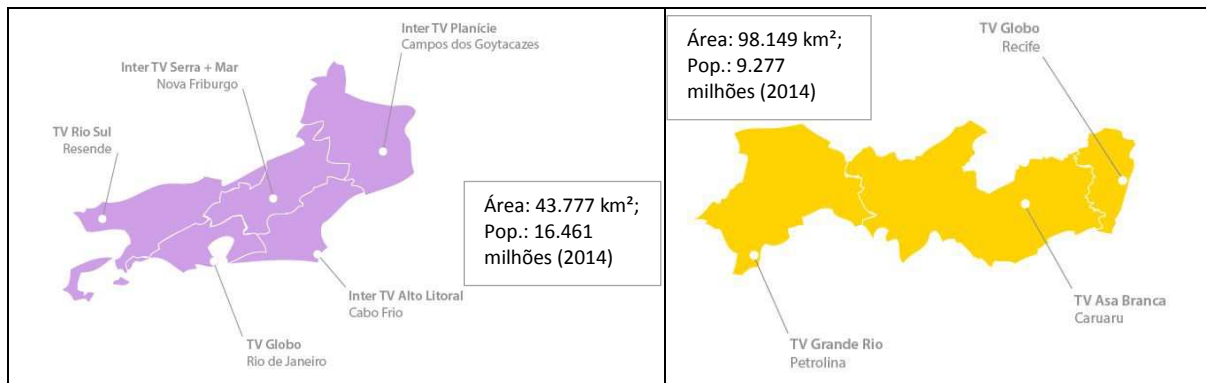 Inter TV Planície
Campos dos Goytacazes
Inter TV Serra + Mar
Nova Friburgo
TV Rio Sul
Resende
Área: 43.777 km²;
Pop.: 16.461
milhões (2014)
Inter TV Alto Litoral
Cabo Frio
TV Globo
Rio de Janeiro
Área: 98.149 km²;
Pop.: 9.277
milhões (2014)
TV Globo
Recife
TV Asa Branca
Caruaru
TV Grande Rio
Petrolina